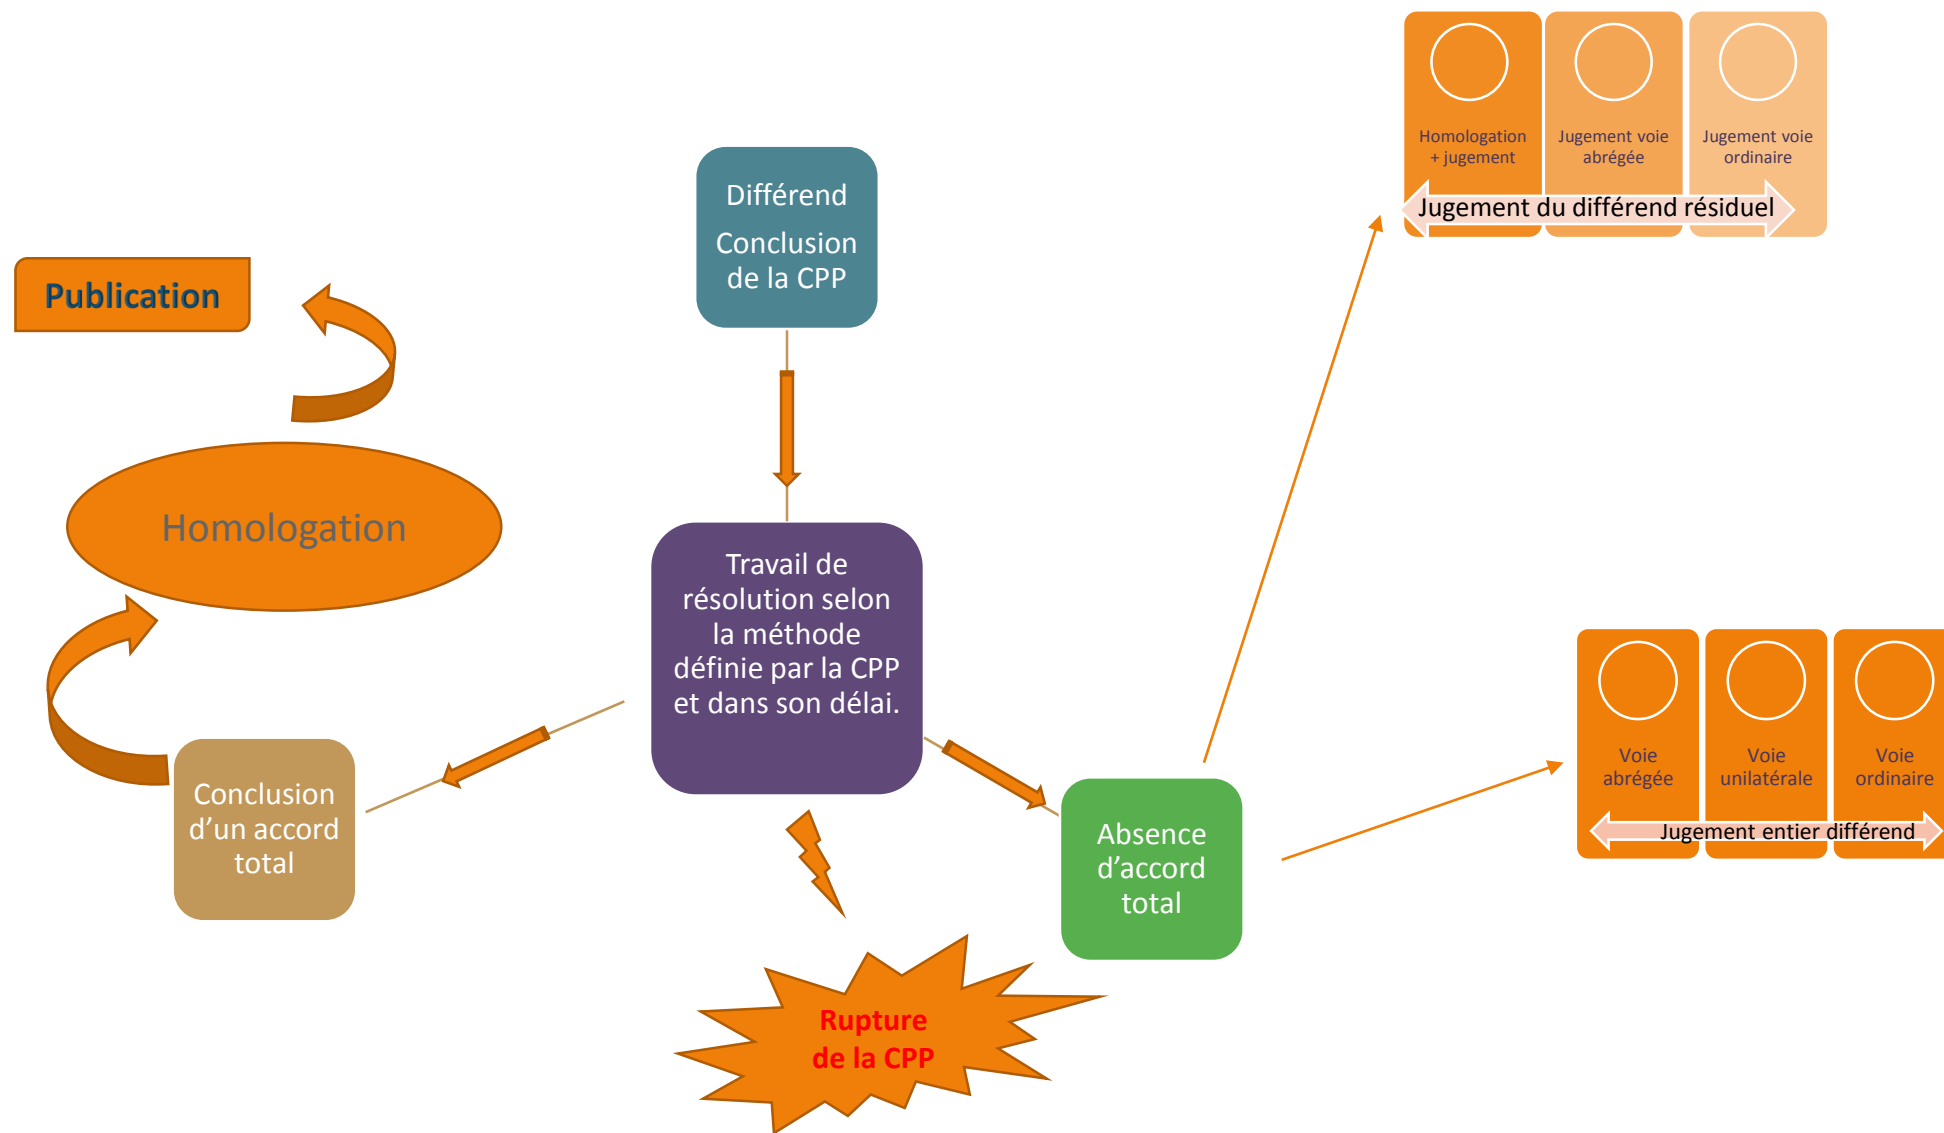 Différend
Conclusion
de la CPP
Travail de
résolution selon
la méthode
définie par la CPP
et dans son délai.
Conclusion
d’un accord
total
Homologation
Publication
Rupture
de la CPP
Absence
d’accord
total
Homologation
+ jugement
Jugement voie
abrégée
Jugement voie
ordinaire
Jugement du différend résiduel
Voie
abrégée
Voie
unilatérale
Voie
ordinaire
Jugement entier différend